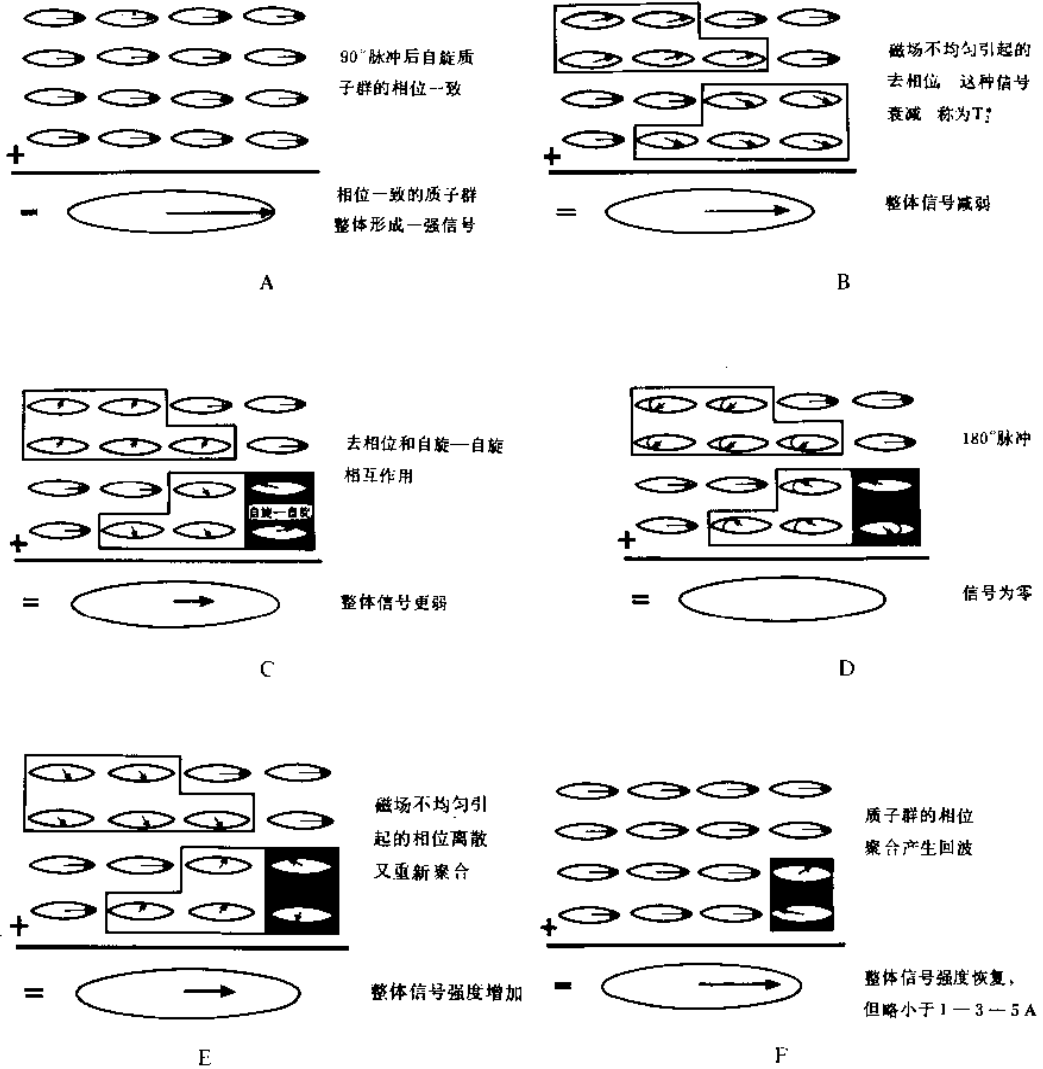 90°脉冲后自旋质
子群的相位一致
+
=
相位一致的质子群
整体形成一强信号
A
磁场不均匀引起的
去相位 这种信号
衰减 称为T₂*
+
=
整体信号减弱
B
去相位和自旋—自旋
相互作用
自旋—自旋
+
=
整体信号更弱
C
180°脉冲
+
=
信号为零
D
磁场不均匀引
起的相位离散
又重新聚合
+
=
整体信号强度增加
E
质子群的相位
聚合产生回波
+
=
整体信号强度恢复，
但略小于1—3—5A
F